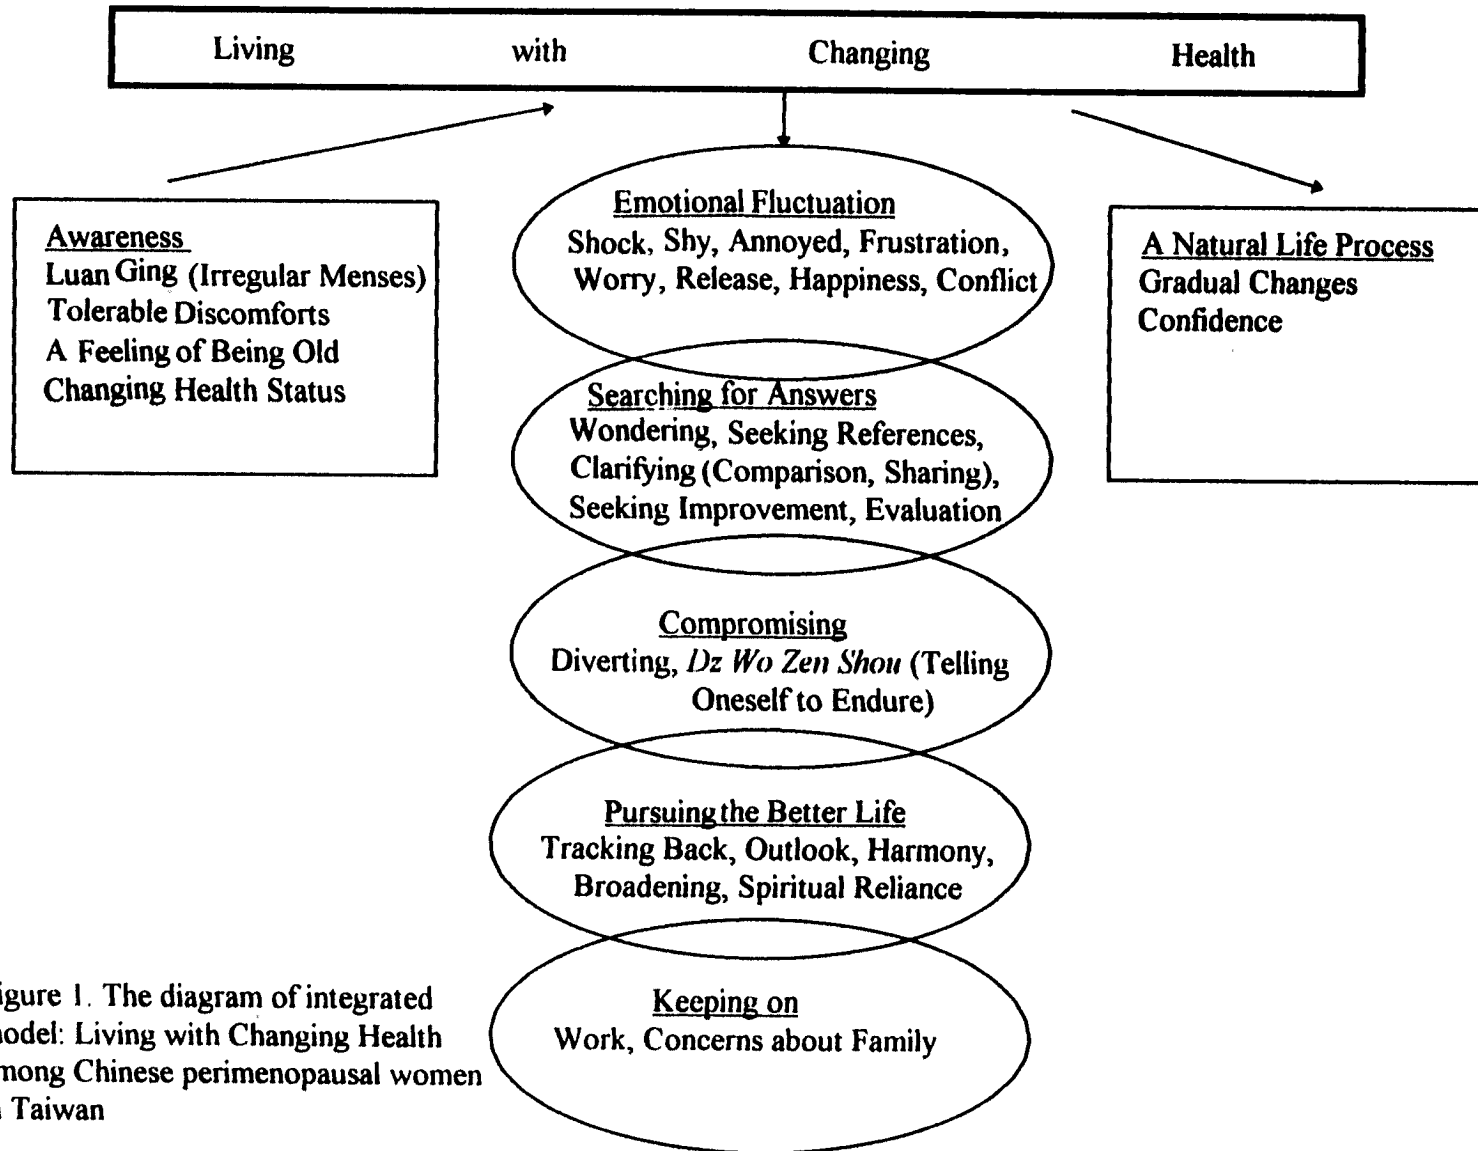 Living with Changing Health
Awareness
Luan Ging (Irregular Menses)
Tolerable Discomforts
A Feeling of Being Old
Changing Health Status
Emotional Fluctuation
Shock, Shy, Annoyed, Frustration,
Worry, Release, Happiness, Conflict
Searching for Answers
Wondering, Seeking References,
Clarifying (Comparison, Sharing),
Seeking Improvement, Evaluation
Compromising
Diverting, Dz Wo Zen Shou (Telling
Oneself to Endure)
Pursuing the Better Life
Tracking Back, Outlook, Harmony,
Broadening, Spiritual Reliance
Keeping on
Work, Concerns about Family
A Natural Life Process
Gradual Changes
Confidence
igure 1. The diagram of integrated
nodel: Living with Changing Health
mong Chinese perimenopausal women
Taiwan